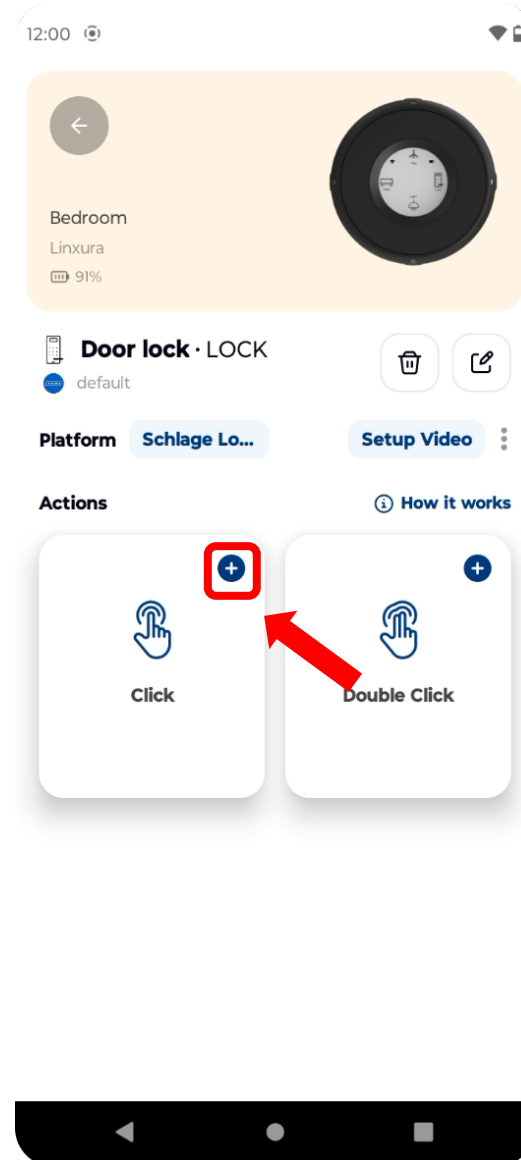 12:00
Bedroom
Linxura
91%
Door lock · LOCK
default
Platform Schlage Lo... Setup Video
Actions How it works
Click Double Click